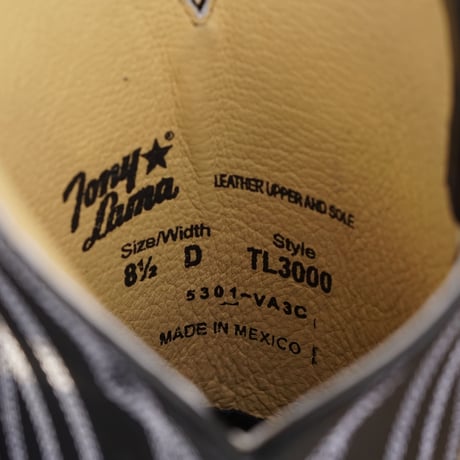 Tony Lama®
LEATHER UPPER AND SOLE
Size/Width
8½ D
Style
TL3000
5301-VA3C
MADE IN MEXICO